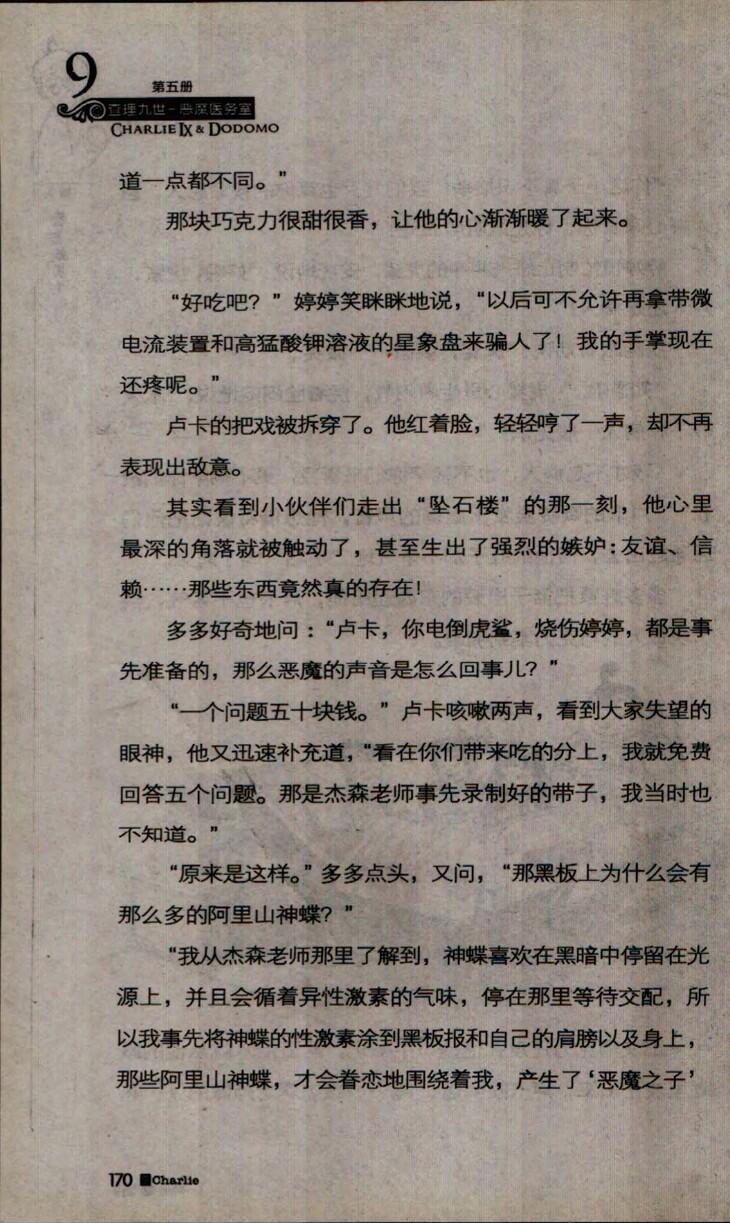 9
第五册
查理九世-恶魔医务室
CHARLIE IX & DODOMO
道一点都不同。”
那块巧克力很甜很香，让他的心渐渐暖了起来。
“好吃吧？”婷婷笑眯眯地说，“以后可不允许再拿带微
电流装置和高猛酸钾溶液的星象盘来骗人了！我的手掌现在
还疼呢。”
卢卡的把戏被拆穿了。他红着脸，轻轻哼了一声，却不再
表现出敌意。
其实看到小伙伴们走出“坠石楼”的那一刻，他心里
最深的角落就被触动了，甚至生出了强烈的嫉妒：友谊、信
赖……那些东西竟然真的存在！
多多好奇地问：“卢卡，你电倒虎鲨，烧伤婷婷，都是事
先准备的，那么恶魔的声音是怎么回事儿？”
“一个问题五十块钱。”卢卡咳嗽两声，看到大家失望的
眼神，他又迅速补充道，“看在你们带来吃的分上，我就免费
回答五个问题。那是杰森老师事先录制好的带子，我当时也
不知道。”
“原来是这样。”多多点头，又问，“那黑板上为什么会有
那么多的阿里山神蝶？”
“我从杰森老师那里了解到，神蝶喜欢在黑暗中停留在光
源上，并且会循着异性激素的气味，停在那里等待交配，所
以我事先将神蝶的性激素涂到黑板报和自己的肩膀以及身上，
那些阿里山神蝶，才会眷恋地围绕着我，产生了‘恶魔之子’
170 ■Charlie